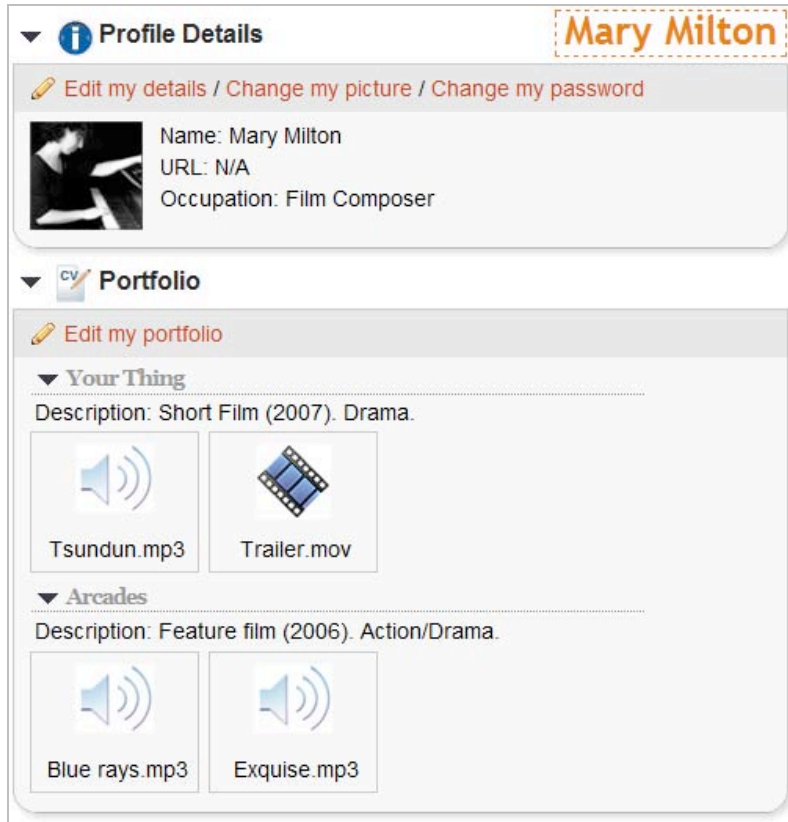 Profile Details
Mary Milton
Edit my details / Change my picture / Change my password
Name: Mary Milton
URL: N/A
Occupation: Film Composer
CV
Portfolio
Edit my portfolio
Your Thing
Description: Short Film (2007). Drama.
Tsundun.mp3
Trailer.mov
Arcades
Description: Feature film (2006). Action/Drama.
Blue rays.mp3
Exquise.mp3